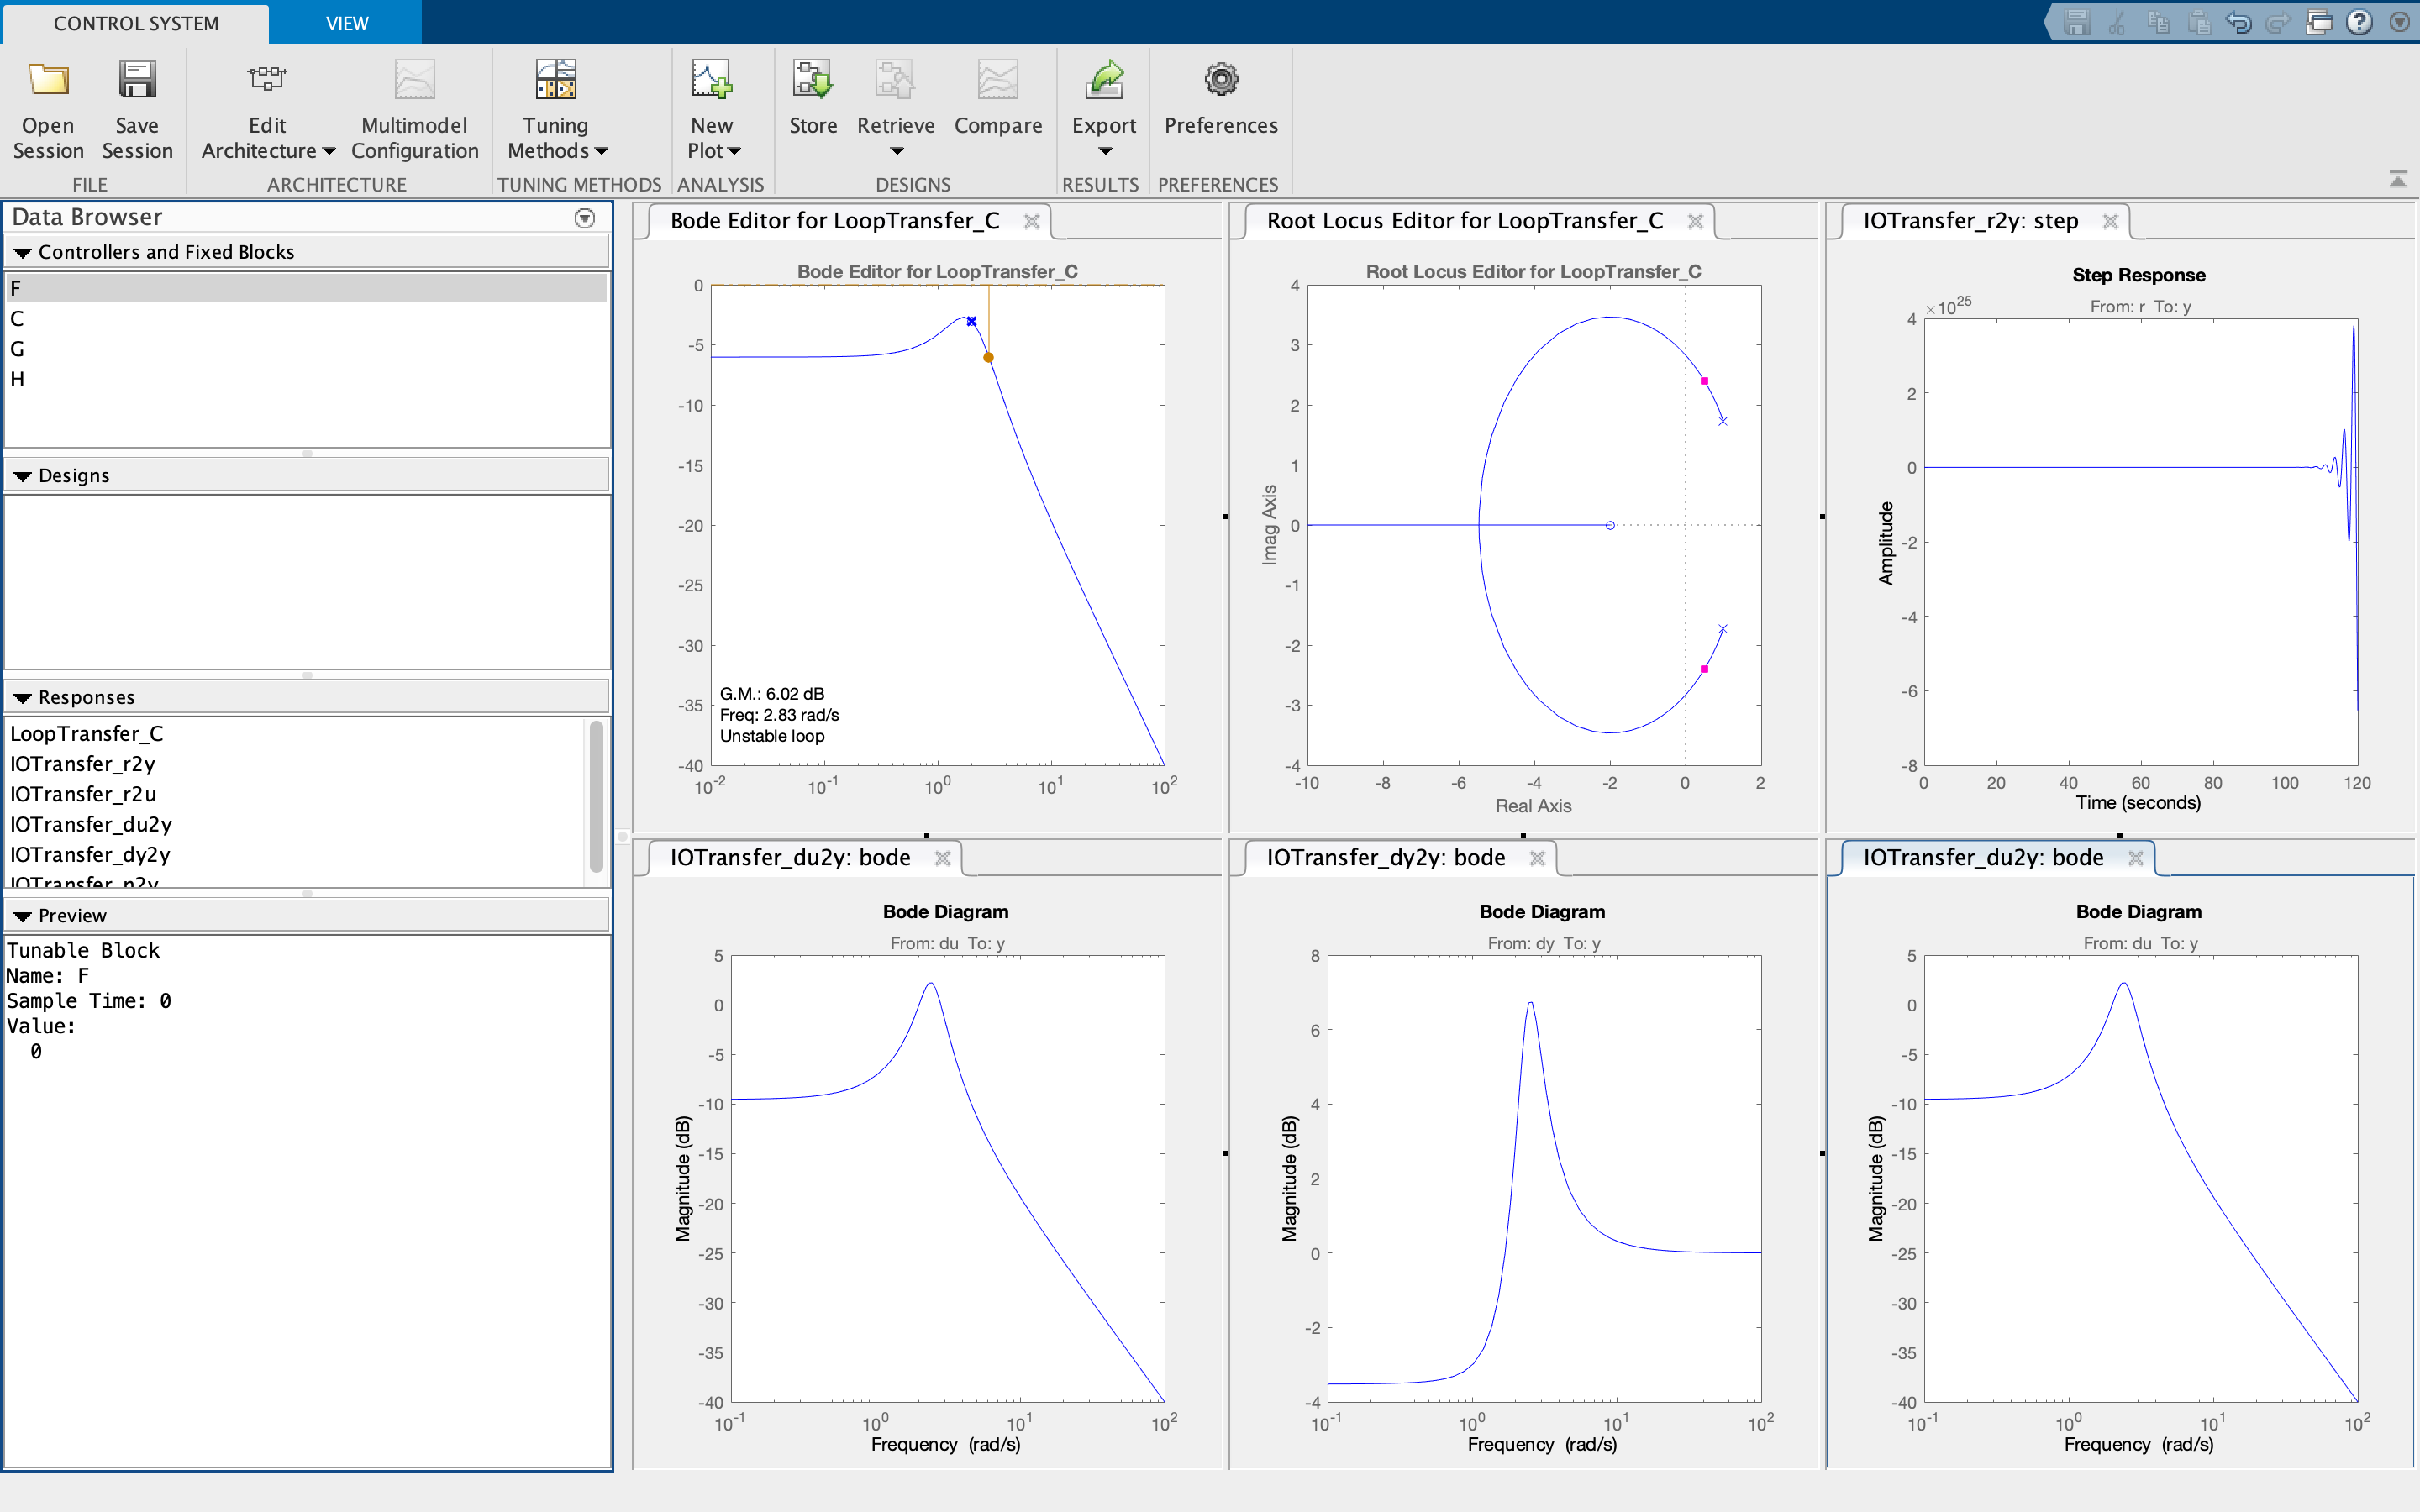 CONTROL SYSTEM
VIEW
Open Session
Save Session
Edit Architecture
Multimodel Configuration
Tuning Methods
New Plot
Store
Retrieve
Compare
Export
Preferences
FILE
ARCHITECTURE
TUNING METHODS
ANALYSIS
DESIGNS
RESULTS
PREFERENCES
Data Browser
Controllers and Fixed Blocks
F
C
G
H
Designs
Responses
LoopTransfer_C
IOTransfer_r2y
IOTransfer_r2u
IOTransfer_du2y
IOTransfer_dy2y
IOTransfer_n2y
Preview
Tunable Block
Name: F
Sample Time: 0
Value:
0
Bode Editor for LoopTransfer_C
Bode Editor for LoopTransfer_C
0
-5
-10
-15
-20
-25
-30
-35
-40
G.M.: 6.02 dB
Freq: 2.83 rad/s
Unstable loop
10^-2 10^-1 10^0 10^1 10^2
Root Locus Editor for LoopTransfer_C
Root Locus Editor for LoopTransfer_C
Imag Axis
4
3
2
1
0
-1
-2
-3
-4
-10 -8 -6 -4 -2 0 2
Real Axis
IOTransfer_r2y: step
Step Response
From: r To: y
×10^25
Amplitude
4
2
0
-2
-4
-6
-8
0 20 40 60 80 100 120
Time (seconds)
IOTransfer_du2y: bode
Bode Diagram
From: du To: y
Magnitude (dB)
5
0
-5
-10
-15
-20
-25
-30
-35
-40
10^-1 10^0 10^1 10^2
Frequency (rad/s)
IOTransfer_dy2y: bode
Bode Diagram
From: dy To: y
Magnitude (dB)
8
6
4
2
0
-2
-4
10^-1 10^0 10^1 10^2
Frequency (rad/s)
IOTransfer_du2y: bode
Bode Diagram
From: du To: y
Magnitude (dB)
5
0
-5
-10
-15
-20
-25
-30
-35
-40
10^-1 10^0 10^1 10^2
Frequency (rad/s)